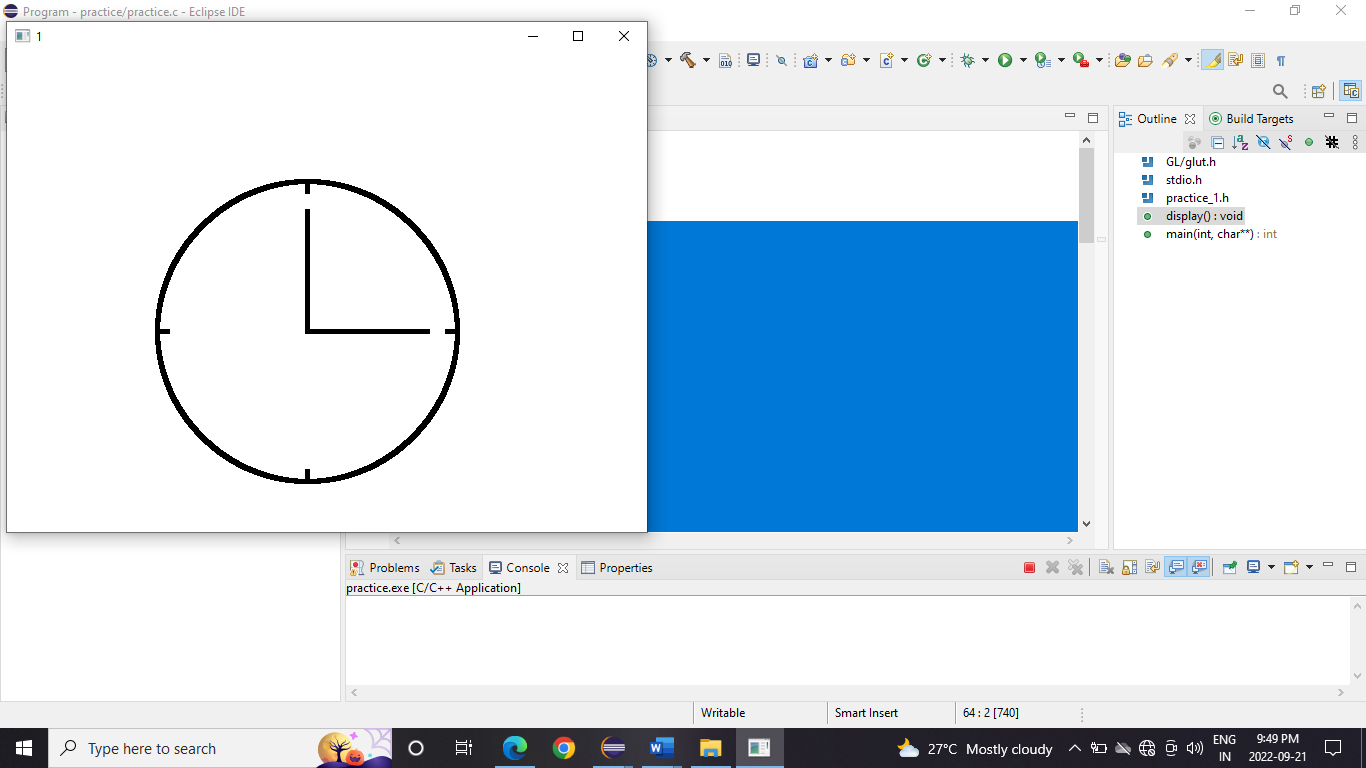 Program - practice/practice.c - Eclipse IDE
1
010
Outline
Build Targets
GL/glut.h
stdio.h
practice_1.h
display() : void
main(int, char**) : int
Problems
Tasks
Console
Properties
practice.exe [C/C++ Application]
Writable
Smart Insert
64 : 2 [740]
Type here to search
27°C Mostly cloudy
ENG
IN
9:49 PM
2022-09-21